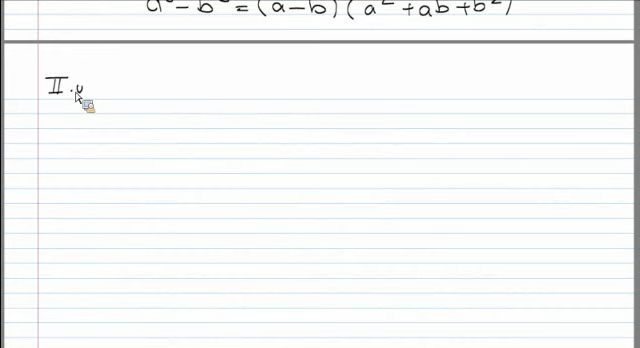 a³ - b³ = (a - b)(a² + ab + b²)
II.